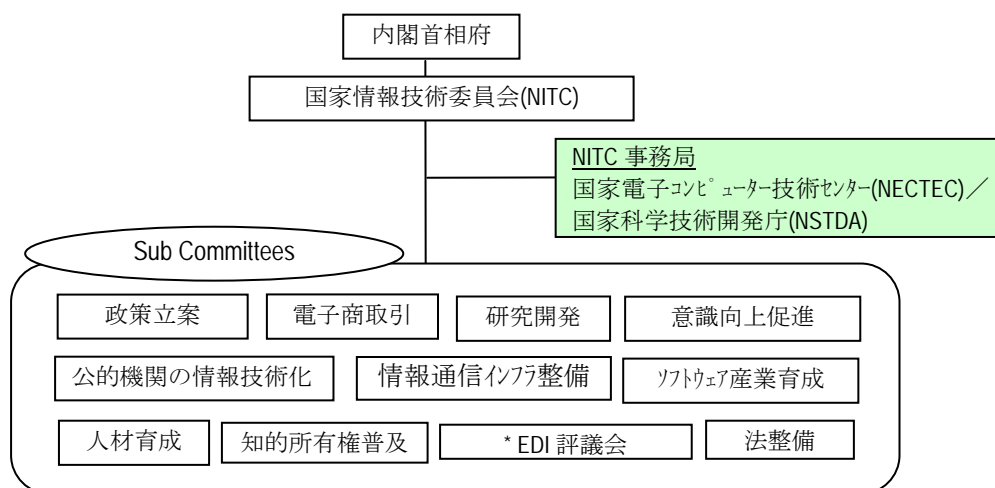 内閣首相府
国家情報技術委員会(NITC)
NITC 事務局
国家電子ｺﾝﾋﾟｭｰﾀｰ技術ｾﾝﾀｰ(NECTEC)／
国家科学技術開発庁(NSTDA)
Sub Committees
政策立案
電子商取引
研究開発
意識向上促進
公的機関の情報技術化
情報通信ｲﾝﾌﾗ整備
ｿﾌﾄｳｪｱ産業育成
人材育成
知的所有権普及
* EDI 評議会
法整備